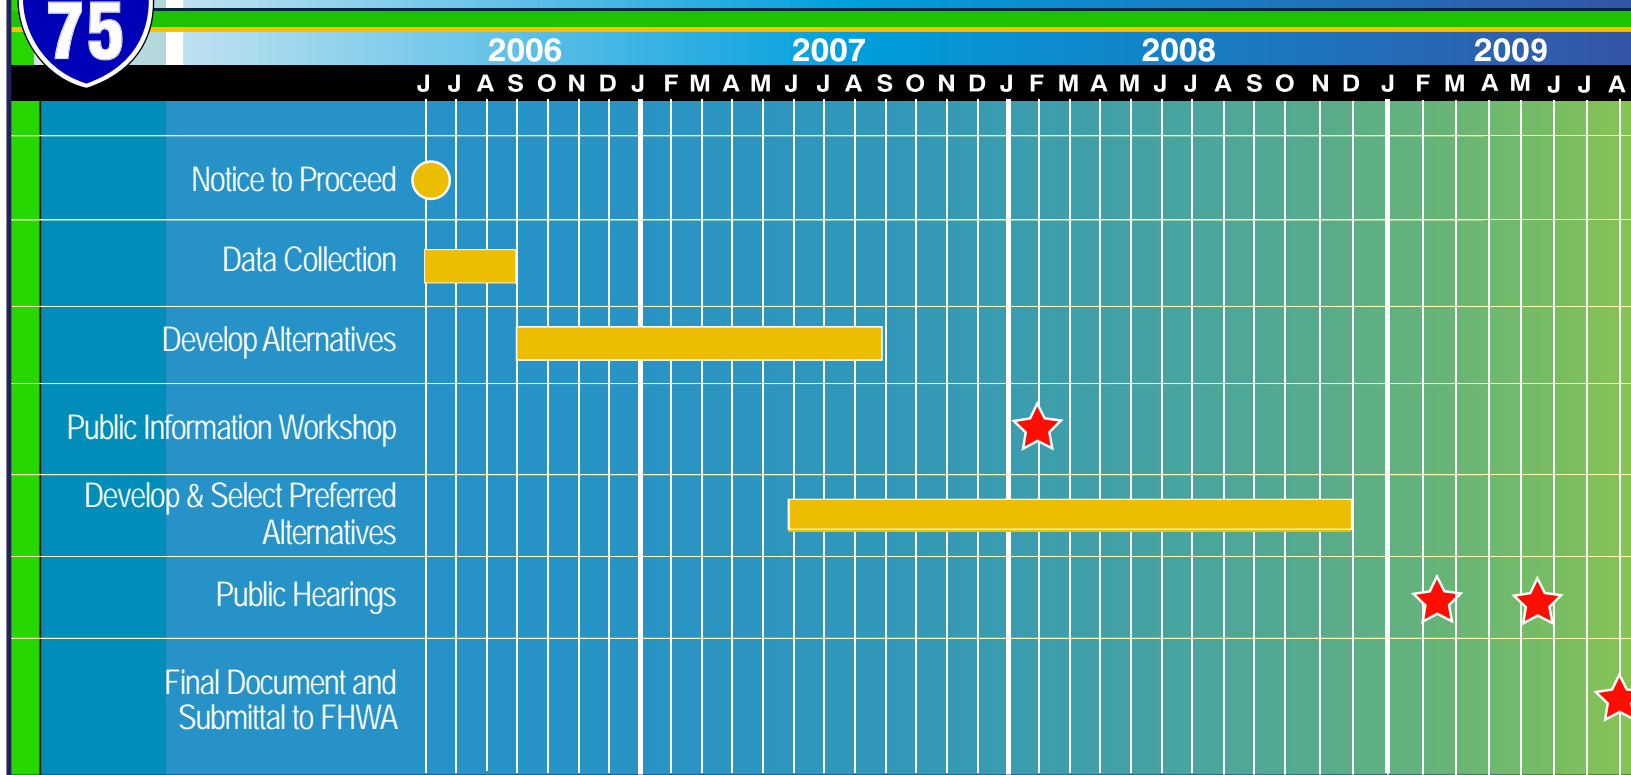 75
2006 2007 2008 2009
J J A S O N D J F M A M J J A S O N D J F M A M J J A S O N D J F M A M J J A
Notice to Proceed
Data Collection
Develop Alternatives
Public Information Workshop
Develop & Select Preferred
Alternatives
Public Hearings
Final Document and
Submittal to FHWA